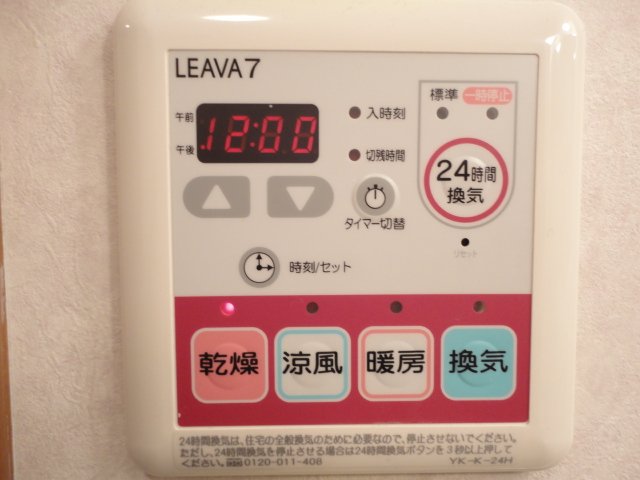 LEAVA7
標準 一時停止
午前
午後
12:00
入時刻
切残時間
24時間
換気
タイマー切替
リセット
時刻/セット
乾燥 涼風 暖房 換気
24時間換気は、住宅の全般換気のために必要なので、停止させないでください。
ただし、24時間換気を停止させる場合は24時間換気ボタンを3秒以上押して
ください。 0120-011-408 YK-K-24H